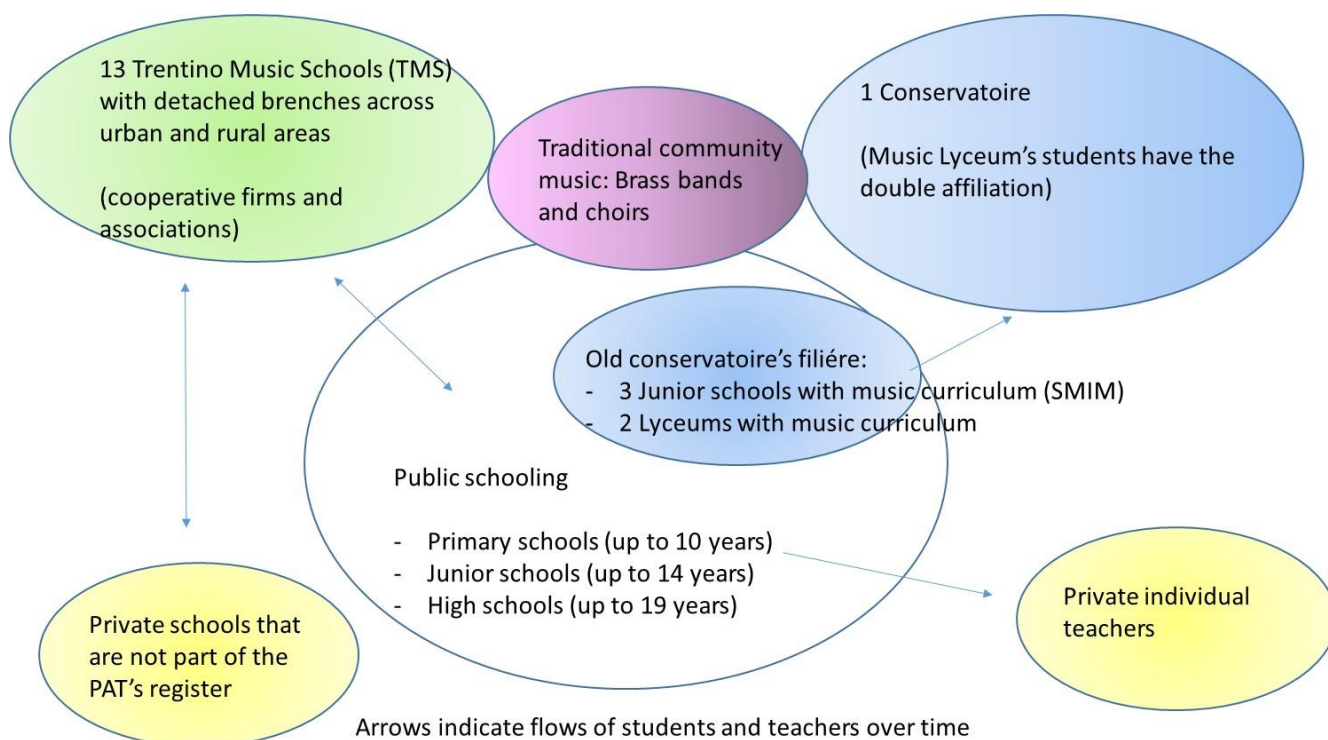 13 Trentino Music Schools (TMS)
with detached brenches across
urban and rural areas
(cooperative firms and
associations)
Traditional community
music: Brass bands
and choirs
1 Conservatoire
(Music Lyceum’s students have the
double affiliation)
Old conservatoire’s filiére:
- 3 Junior schools with music curriculum (SMIM)
- 2 Lyceums with music curriculum
Public schooling
- Primary schools (up to 10 years)
- Junior schools (up to 14 years)
- High schools (up to 19 years)
Private schools that
are not part of the
PAT’s register
Private individual
teachers
Arrows indicate flows of students and teachers over time